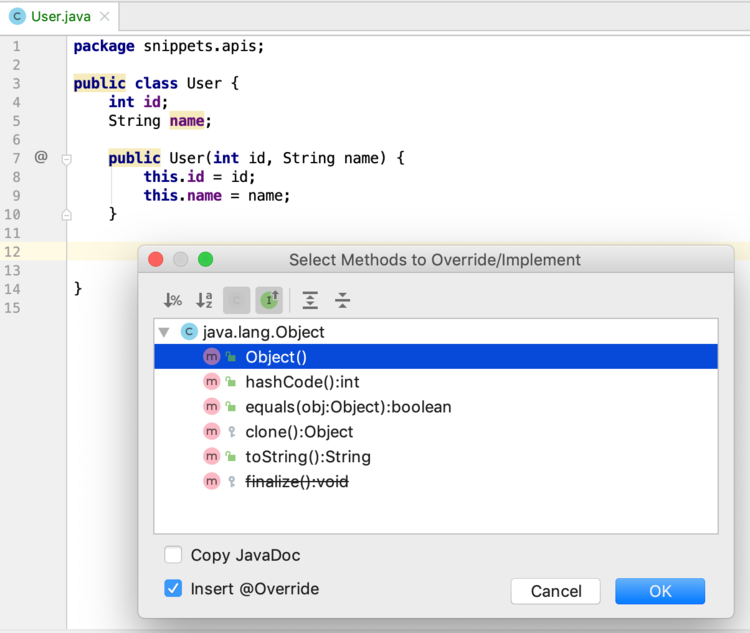 User.java
1 package snippets.apis;
2
3 public class User {
4 int id;
5 String name;
6
7 @ public User(int id, String name) {
8 this.id = id;
9 this.name = name;
10 }
11
12
13
14 }
15
Select Methods to Override/Implement
java.lang.Object
Object()
hashCode():int
equals(obj:Object):boolean
clone():Object
toString():String
finalize():void
Copy JavaDoc
Insert @Override
Cancel OK